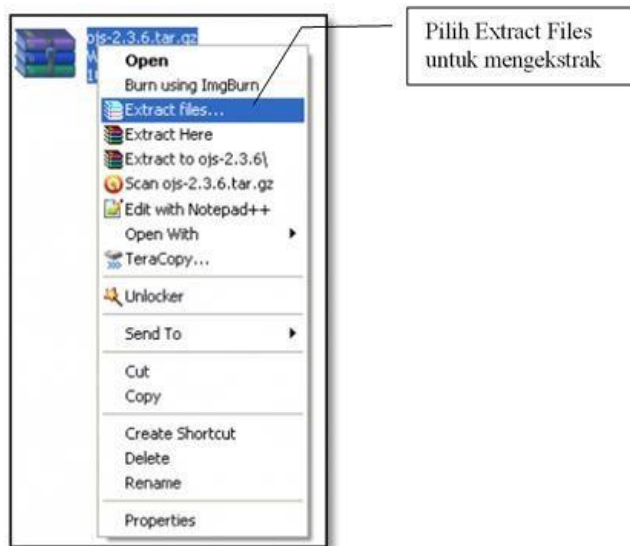 ojs-2.3.6.tar.gz
Open
Burn using ImgBurn
Extract files...
Extract Here
Extract to ojs-2.3.6\
Scan ojs-2.3.6.tar.gz
Edit with Notepad++
Open With
TeraCopy...
Unlocker
Send To
Cut
Copy
Create Shortcut
Delete
Rename
Properties
Pilih Extract Files
untuk mengekstrak